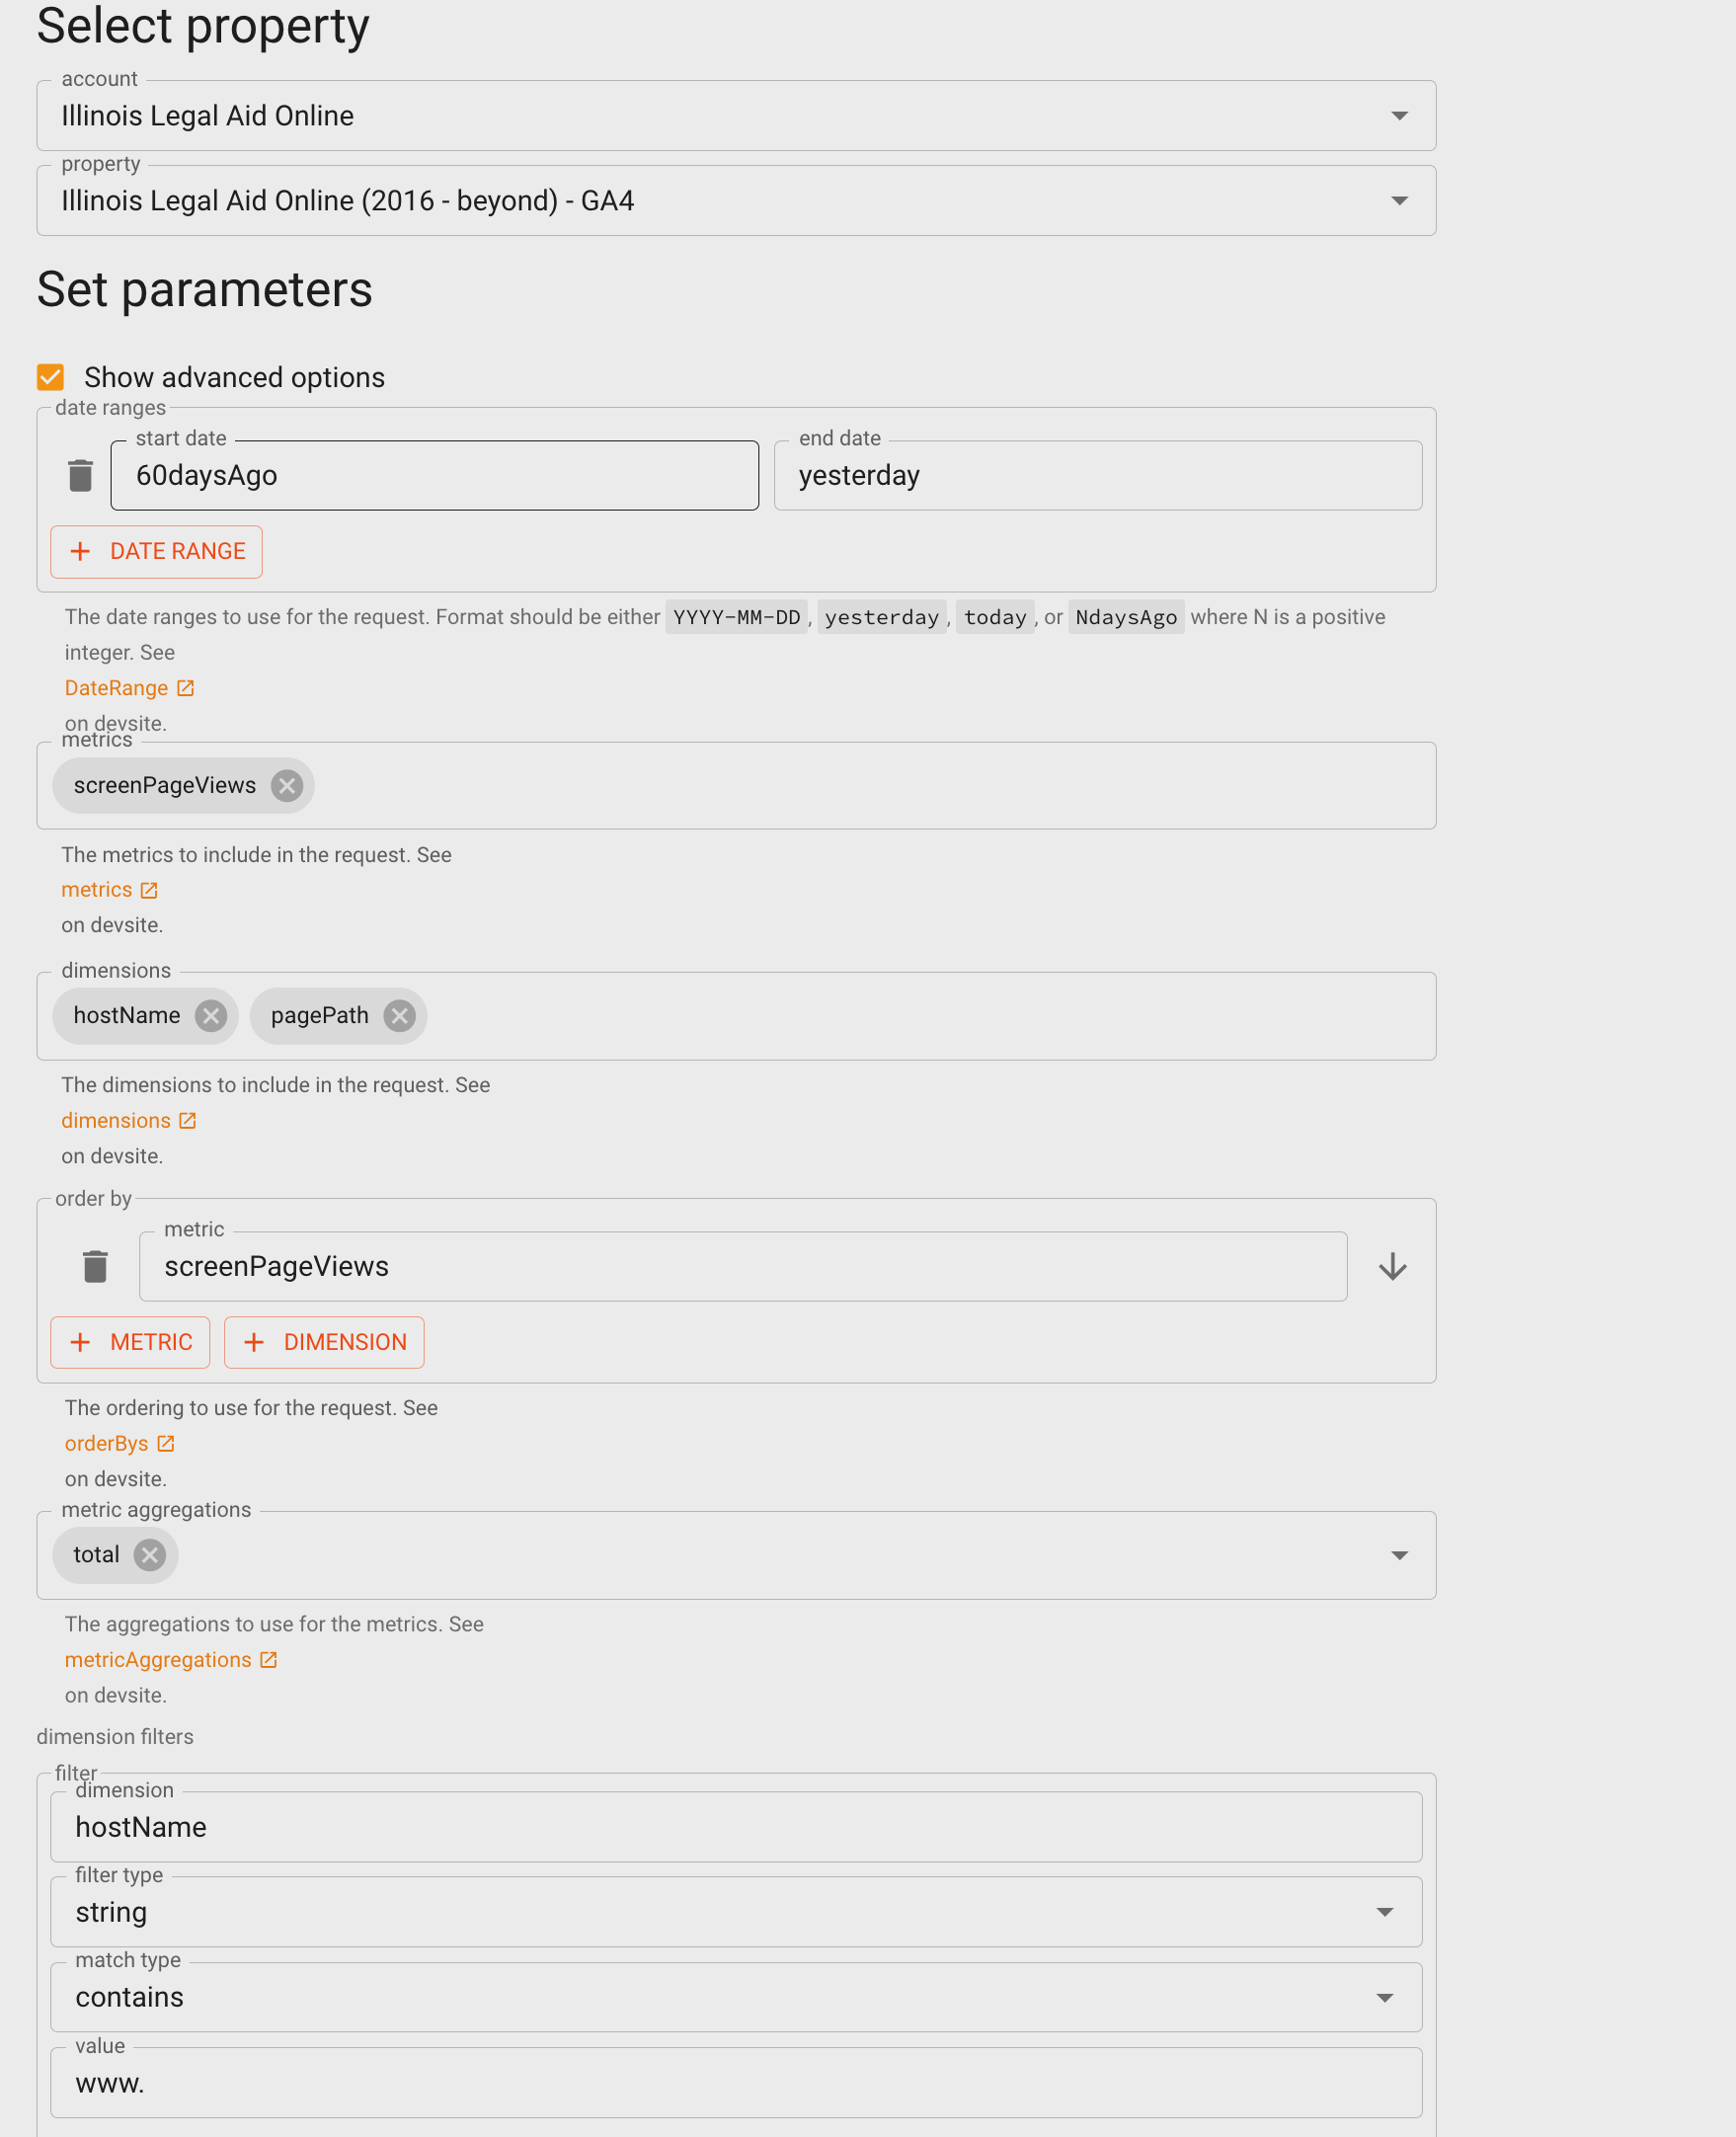 Select property
account
Illinois Legal Aid Online
property
Illinois Legal Aid Online (2016 - beyond) - GA4
Set parameters
Show advanced options
date ranges
start date
60daysAgo
end date
yesterday
DATE RANGE
The date ranges to use for the request. Format should be either YYYY-MM-DD, yesterday, today, or NdaysAgo where N is a positive
integer. See
DateRange
on devsite.
metrics
screenPageViews
The metrics to include in the request. See
metrics
on devsite.
dimensions
hostName pagePath
The dimensions to include in the request. See
dimensions
on devsite.
order by
metric
screenPageViews
METRIC DIMENSION
The ordering to use for the request. See
orderBys
on devsite.
metric aggregations
total
The aggregations to use for the metrics. See
metricAggregations
on devsite.
dimension filters
filter
dimension
hostName
filter type
string
match type
contains
value
www.